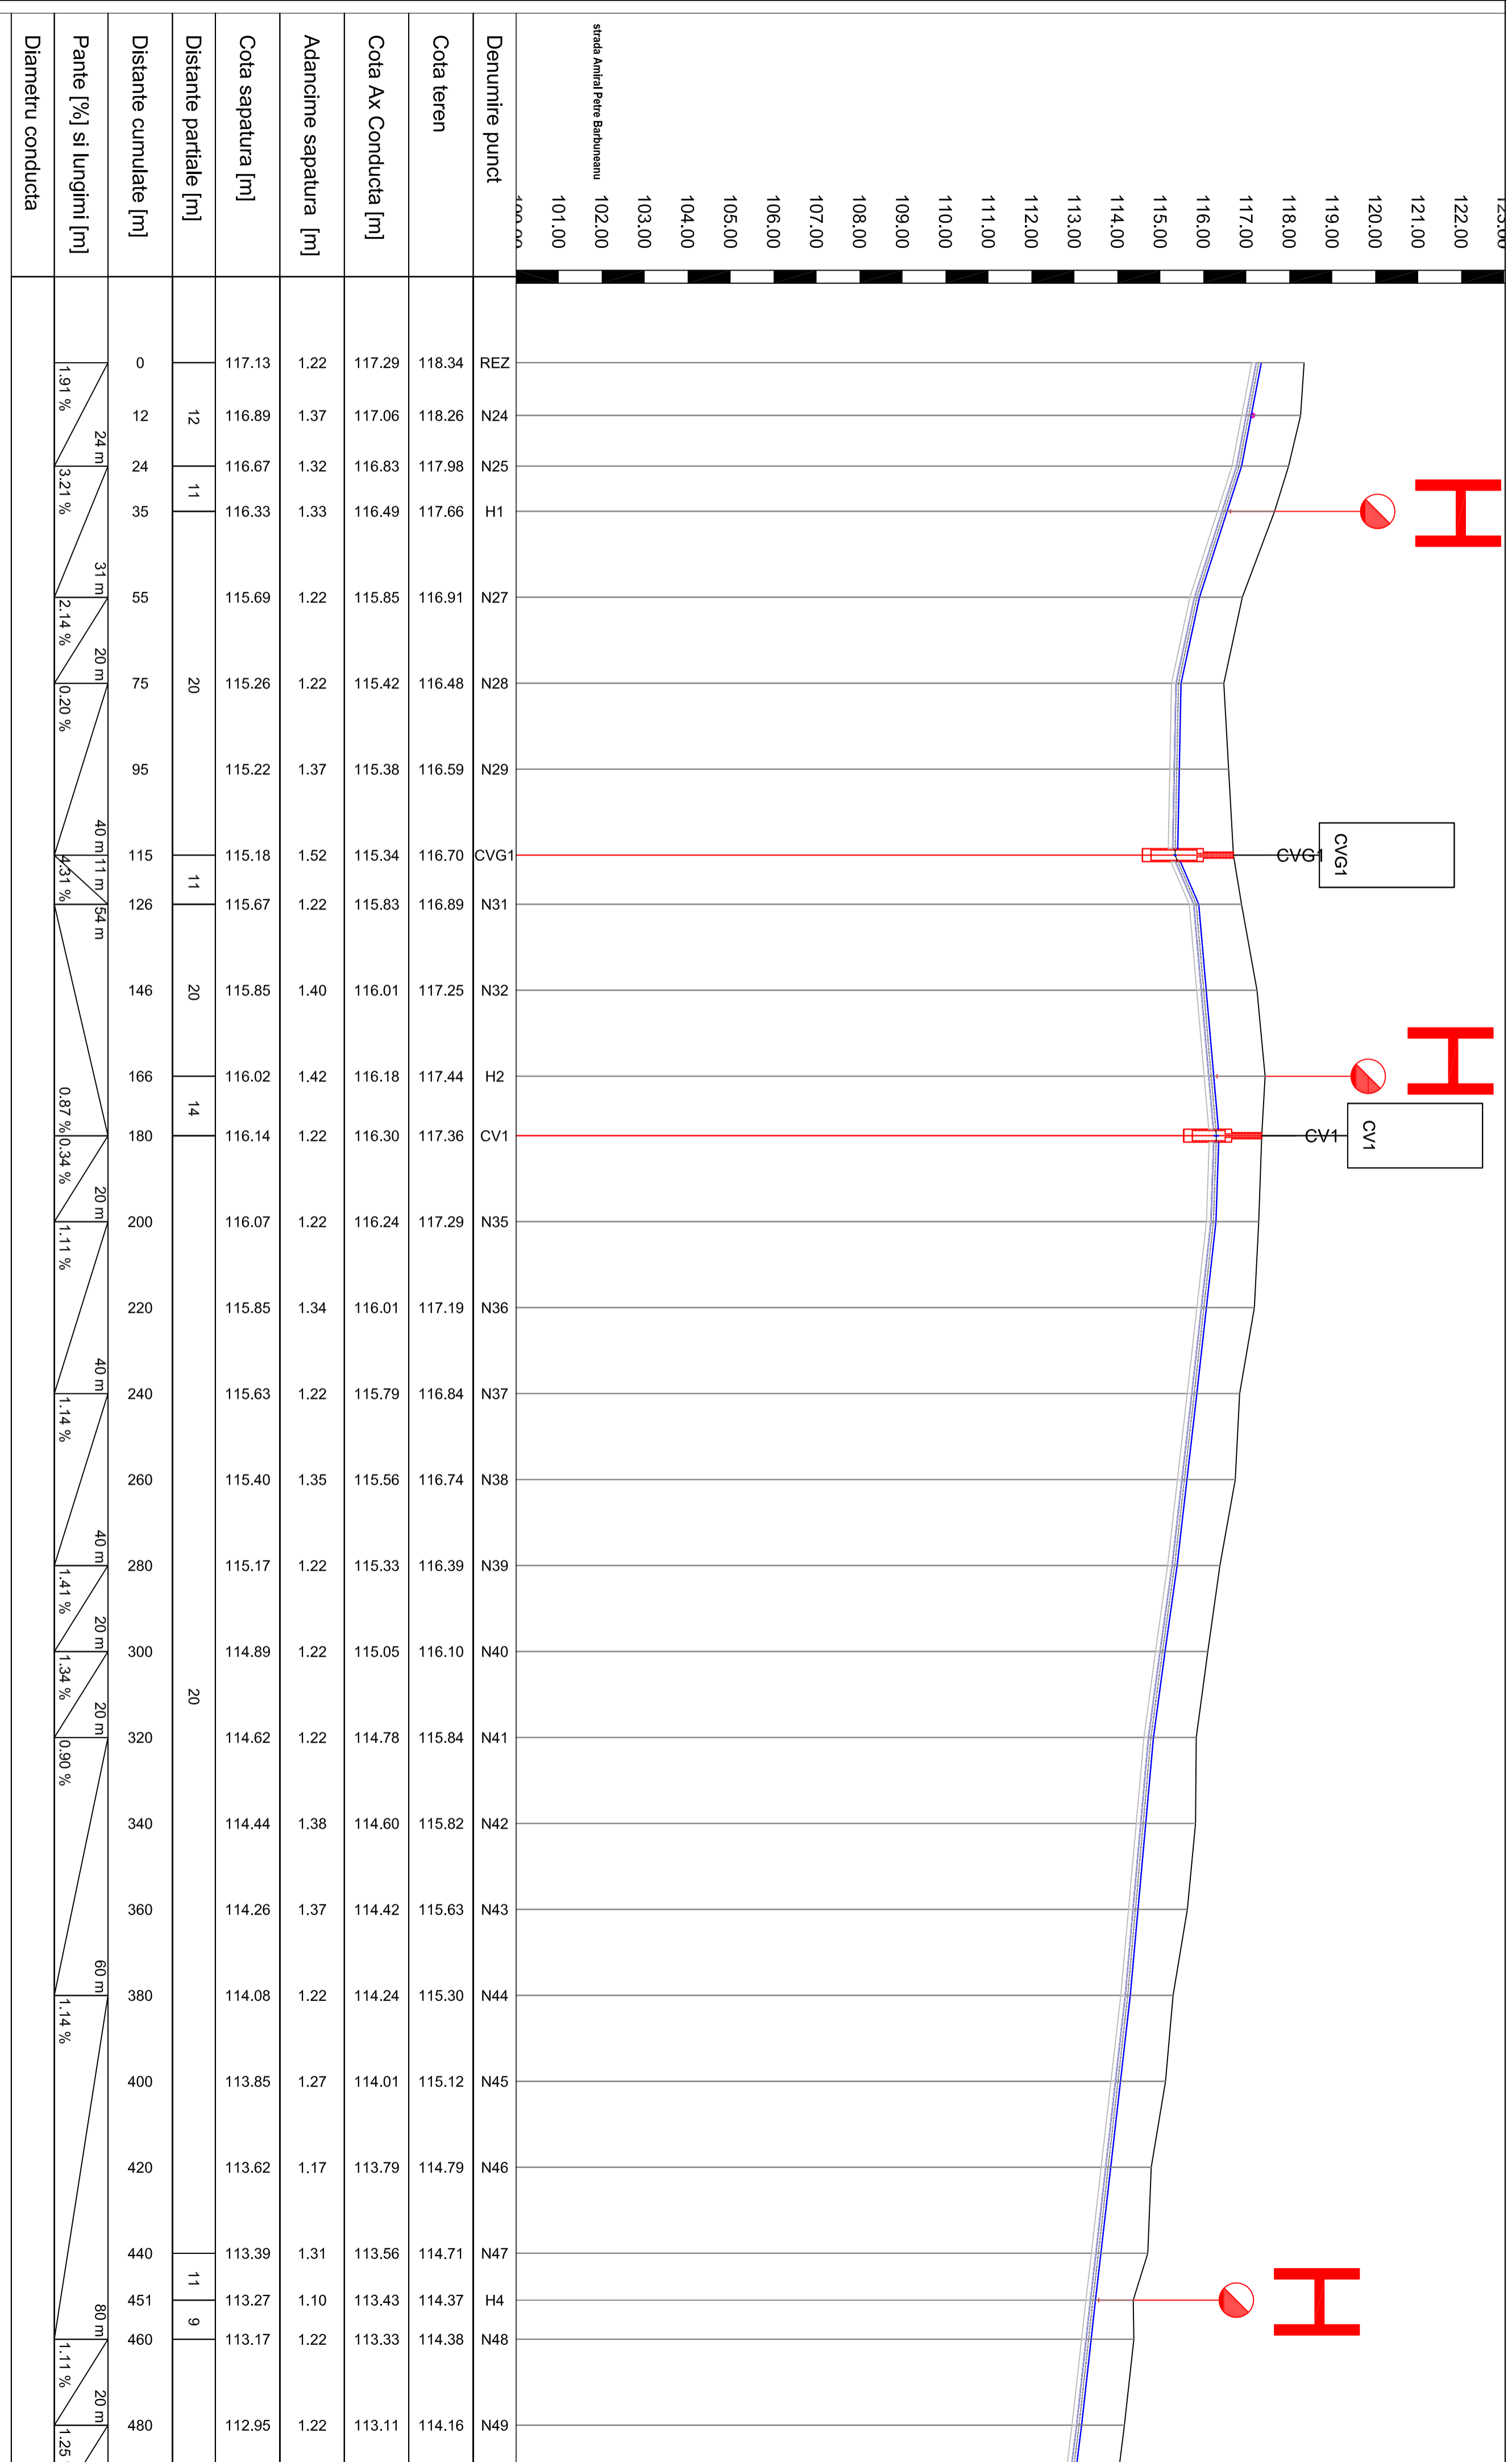 strada Amiral Petre Barbuneanu
123.00
122.00
121.00
120.00
119.00
118.00
117.00
116.00
115.00
114.00
113.00
112.00
111.00
110.00
109.00
108.00
107.00
106.00
105.00
104.00
103.00
102.00
101.00
100.00
H
H
H
CVG1
CVG1
CV1
CV1
Denumire punct REZ N24 N25 H1 N27 N28 N29 CVG1 N31 N32 H2 CV1 N35 N36 N37 N38 N39 N40 N41 N42 N43 N44 N45 N46 N47 H4 N48 N49
Cota teren 118.34 118.26 117.98 117.66 116.91 116.48 116.59 116.70 116.89 117.25 117.44 117.36 117.29 117.19 116.84 116.74 116.39 116.10 115.84 115.82 115.63 115.30 115.12 114.79 114.71 114.37 114.38 114.16
Cota Ax Conducta [m] 117.29 117.06 116.83 116.49 115.85 115.42 115.38 115.34 115.83 116.01 116.18 116.30 116.24 116.01 115.79 115.56 115.33 115.05 114.78 114.60 114.42 114.24 114.01 113.79 113.56 113.43 113.33 113.11
Adancime sapatura [m] 1.22 1.37 1.32 1.33 1.22 1.22 1.37 1.52 1.22 1.40 1.42 1.22 1.22 1.34 1.22 1.35 1.22 1.22 1.22 1.38 1.37 1.22 1.27 1.17 1.31 1.10 1.22 1.22
Cota sapatura [m] 117.13 116.89 116.67 116.33 115.69 115.26 115.22 115.18 115.67 115.85 116.02 116.14 116.07 115.85 115.63 115.40 115.17 114.89 114.62 114.44 114.26 114.08 113.85 113.62 113.39 113.27 113.17 112.95
Distante partiale [m] 12 11 20 11 20 14 20 11 9
Distante cumulate [m] 0 12 24 35 55 75 95 115 126 146 166 180 200 220 240 260 280 300 320 340 360 380 400 420 440 451 460 480
Pante [%] si lungimi [m] 1.91 % 24 m 3.21 % 31 m 2.14 % 20 m 0.20 % 40 m 4.31 % 11 m 54 m 0.87 % 0.34 % 20 m 1.11 % 40 m 1.14 % 40 m 1.41 % 20 m 1.34 % 20 m 0.90 % 60 m 1.14 % 80 m 1.11 % 20 m 1.25
Diametru conducta